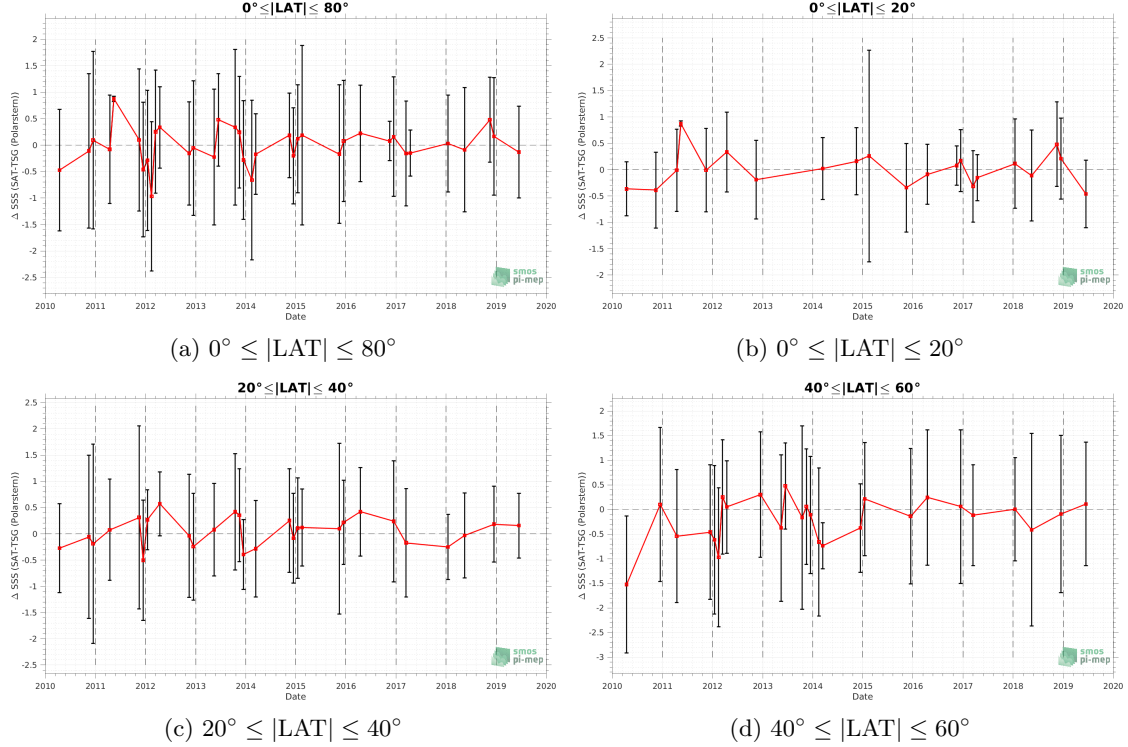 0°≤|LAT|≤ 80°
Δ SSS (SAT-TSG (Polarstern))
2
1.5
1
0.5
0
-0.5
-1
-1.5
-2
-2.5
2010 2011 2012 2013 2014 2015 2016 2017 2018 2019 2020
Date
smos
pi-mep
(a) 0° ≤ |LAT| ≤ 80°
0°≤|LAT|≤ 20°
Δ SSS (SAT-TSG (Polarstern))
2.5
2
1.5
1
0.5
0
-0.5
-1
-1.5
-2
2010 2011 2012 2013 2014 2015 2016 2017 2018 2019 2020
Date
smos
pi-mep
(b) 0° ≤ |LAT| ≤ 20°
20°≤|LAT|≤ 40°
Δ SSS (SAT-TSG (Polarstern))
2
1.5
1
0.5
0
-0.5
-1
-1.5
-2
-2.5
2010 2011 2012 2013 2014 2015 2016 2017 2018 2019 2020
Date
smos
pi-mep
(c) 20° ≤ |LAT| ≤ 40°
40°≤|LAT|≤ 60°
Δ SSS (SAT-TSG (Polarstern))
2
1.5
1
0.5
0
-0.5
-1
-1.5
-2
-2.5
-3
2010 2011 2012 2013 2014 2015 2016 2017 2018 2019 2020
Date
smos
pi-mep
(d) 40° ≤ |LAT| ≤ 60°